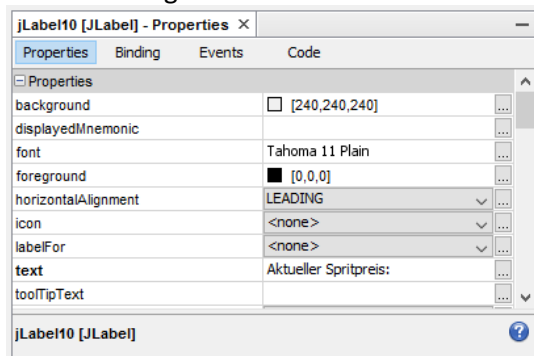 jLabel10 [JLabel] - Properties ×
Properties Binding Events Code
Properties
background [240,240,240] ...
displayedMnemonic ...
font Tahoma 11 Plain ...
foreground [0,0,0] ...
horizontalAlignment LEADING ...
icon <none> ...
labelFor <none> ...
text Aktueller Spritpreis: ...
toolTipText ...
jLabel10 [JLabel] ?